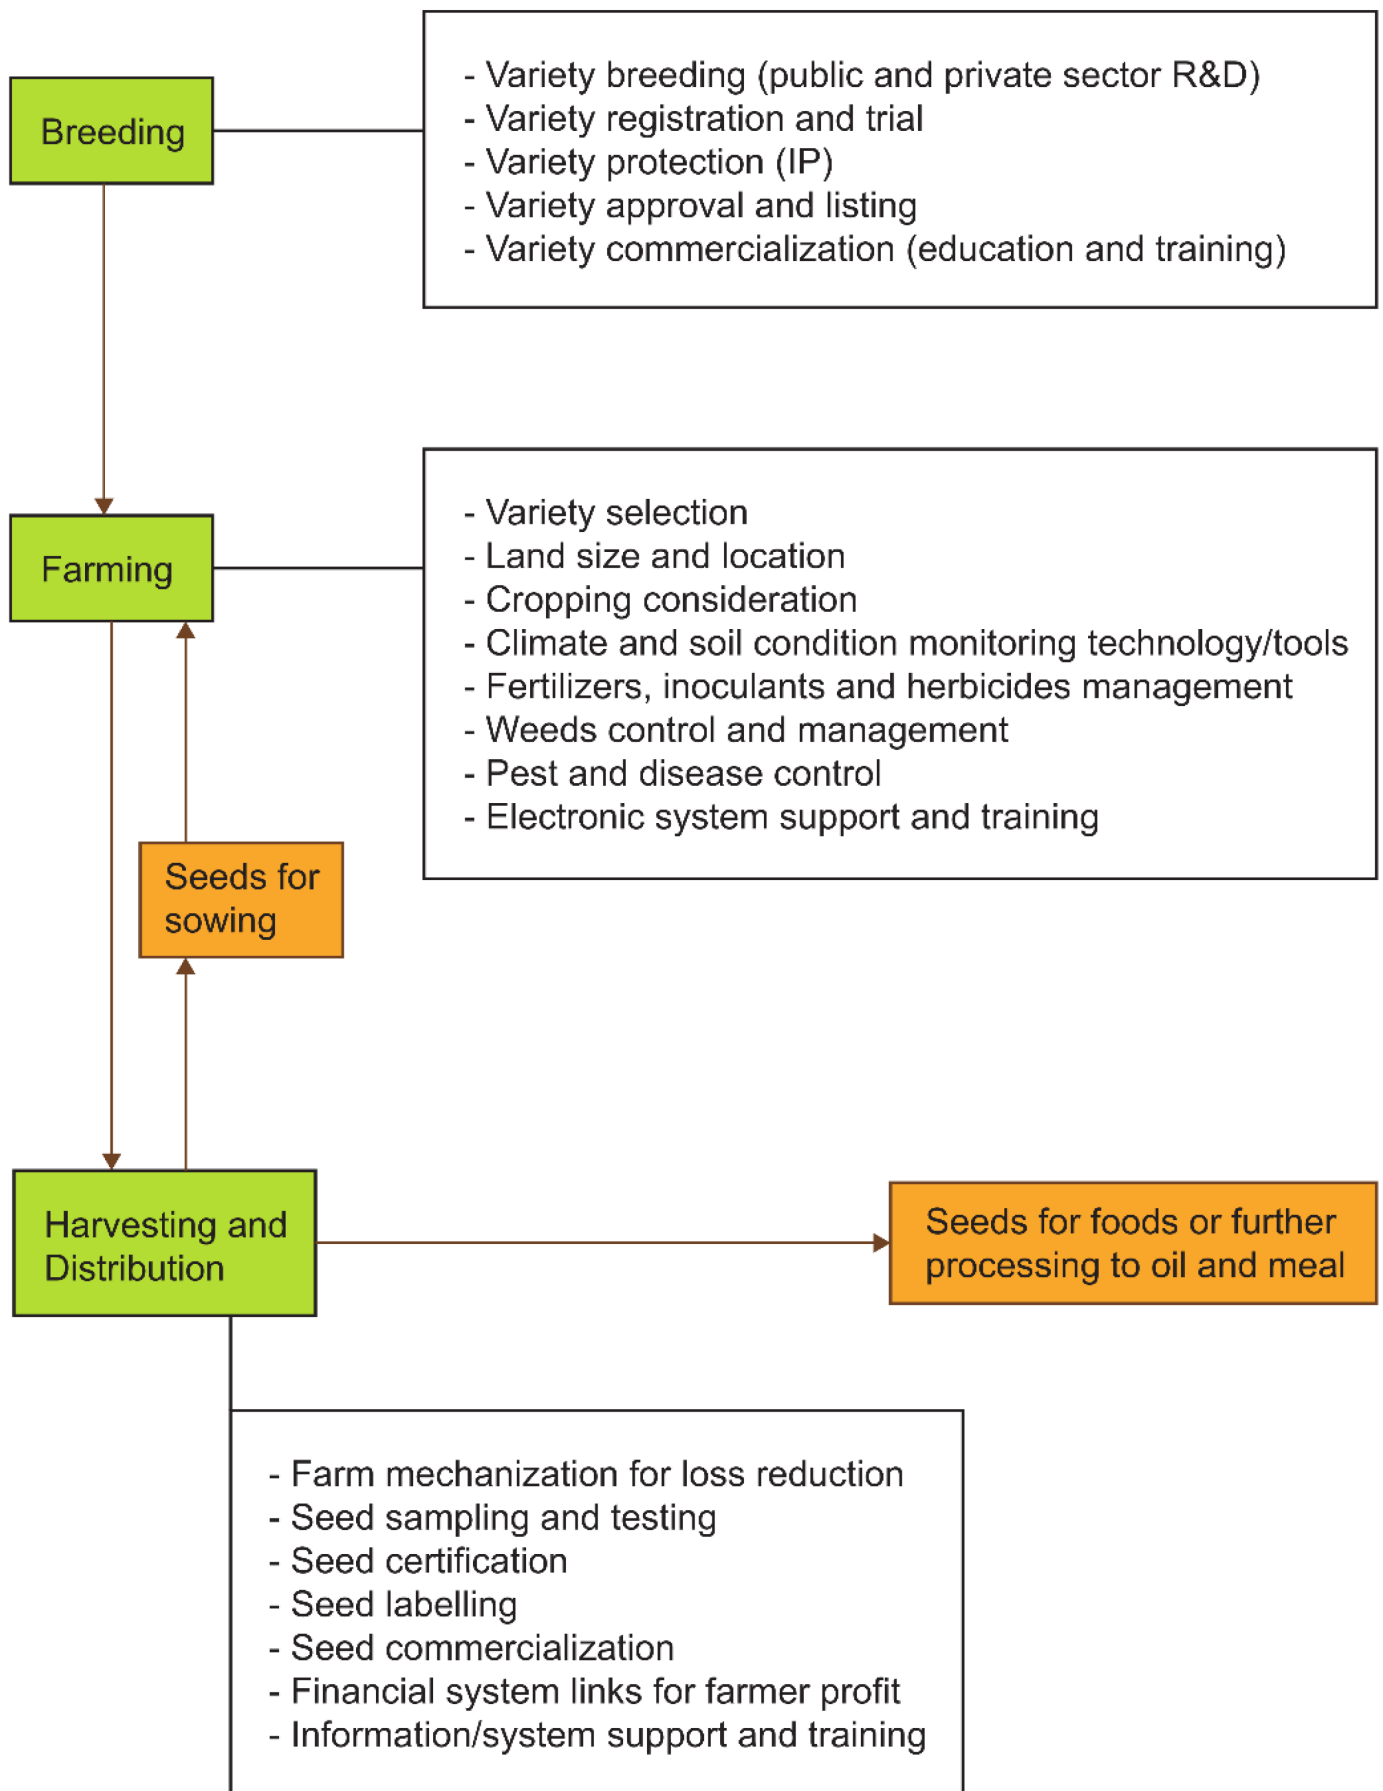 Breeding
- Variety breeding (public and private sector R&D)
- Variety registration and trial
- Variety protection (IP)
- Variety approval and listing
- Variety commercialization (education and training)
Farming
- Variety selection
- Land size and location
- Cropping consideration
- Climate and soil condition monitoring technology/tools
- Fertilizers, inoculants and herbicides management
- Weeds control and management
- Pest and disease control
- Electronic system support and training
Seeds for
sowing
Harvesting and
Distribution
Seeds for foods or further
processing to oil and meal
- Farm mechanization for loss reduction
- Seed sampling and testing
- Seed certification
- Seed labelling
- Seed commercialization
- Financial system links for farmer profit
- Information/system support and training